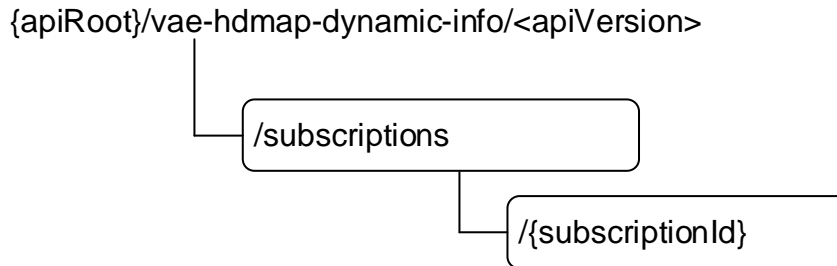 {apiRoot}/vae-hdmap-dynamic-info/<apiVersion>
/subscriptions
/{subscriptionId}